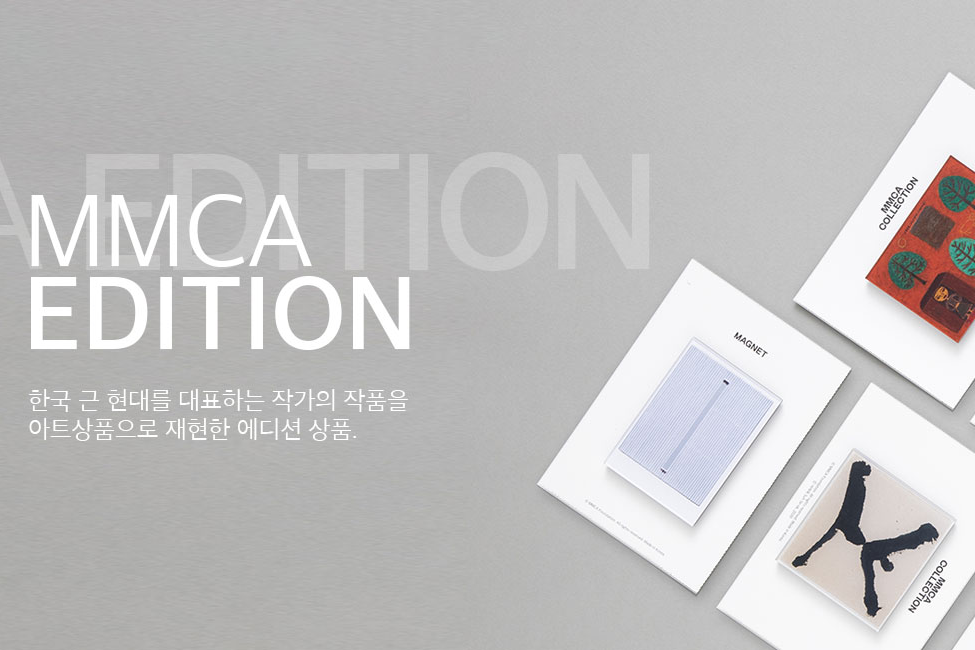 A EDITION
MMCA
EDITION
한국 근 현대를 대표하는 작가의 작품을
아트상품으로 재현한 에디션 상품.
MMCA
COLLECTION
MAGNET
MMCA
COLLECTION